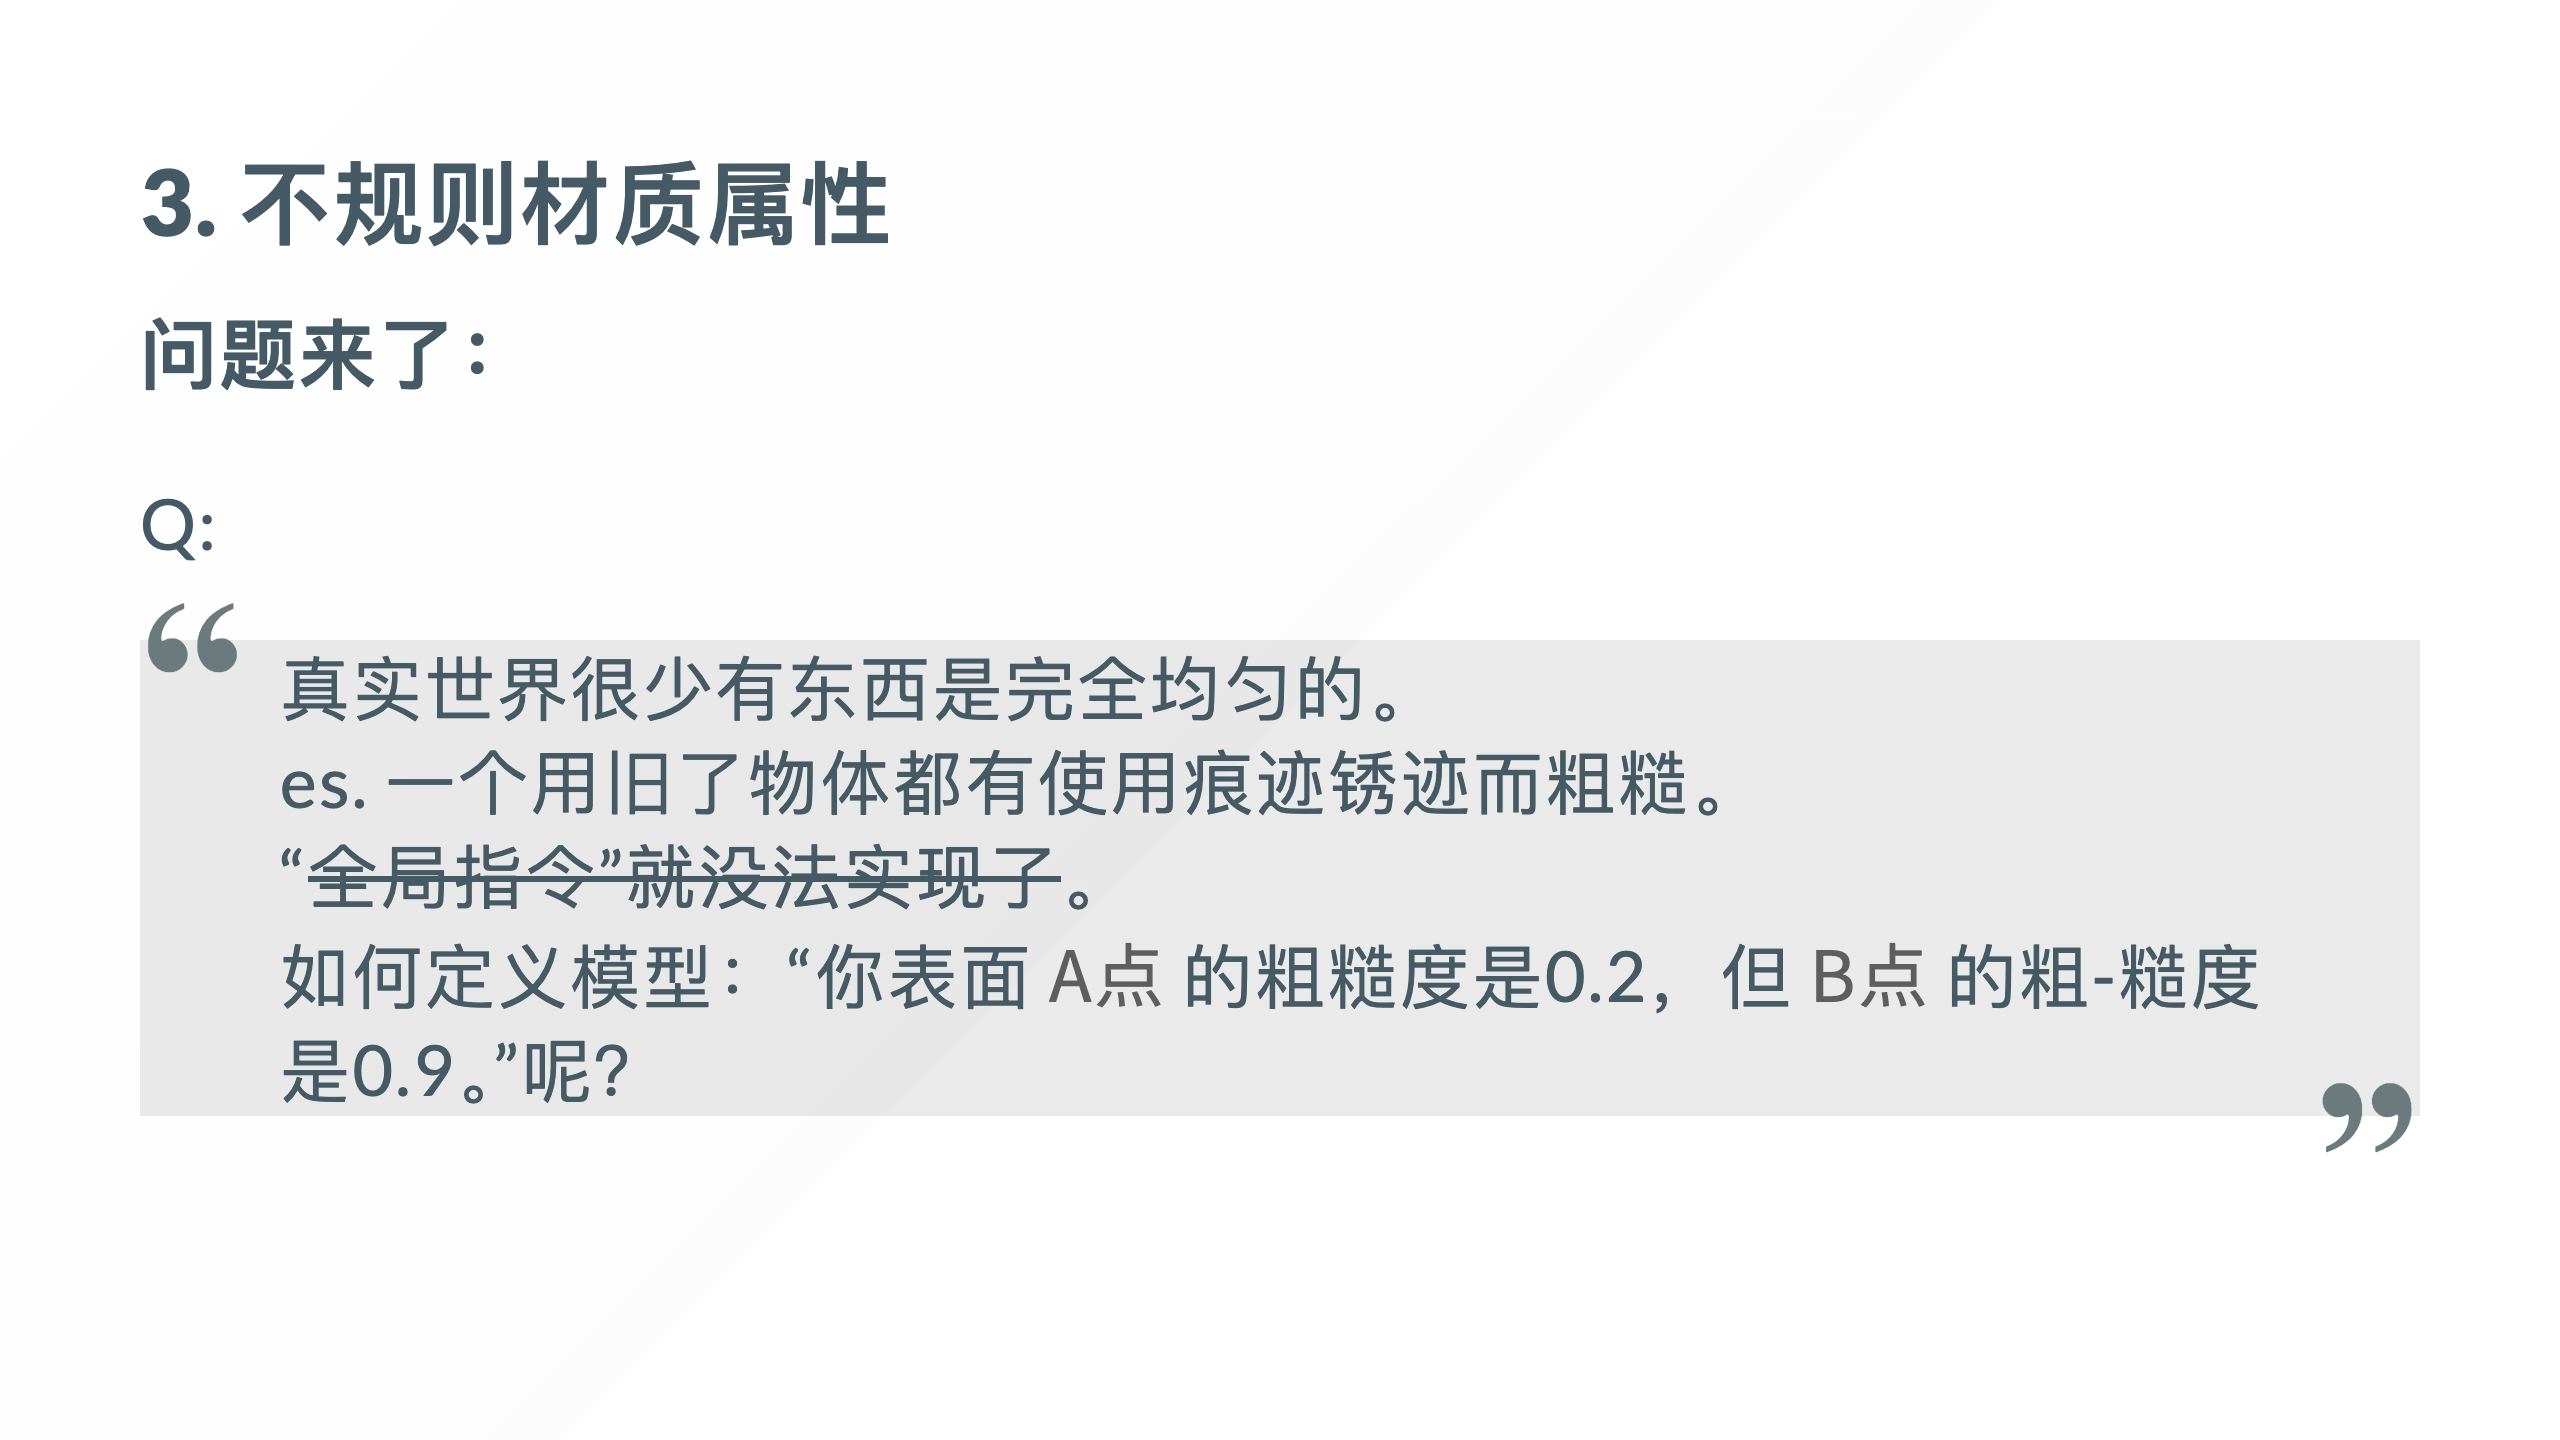 3. 不规则材质属性
问题来了：
Q:
“
真实世界很少有东西是完全均匀的。
es. 一个用旧了物体都有使用痕迹锈迹而粗糙。
“全局指令”就没法实现了。
如何定义模型：“你表面 A点 的粗糙度是0.2，但 B点 的粗-糙度
是0.9。”呢？
”